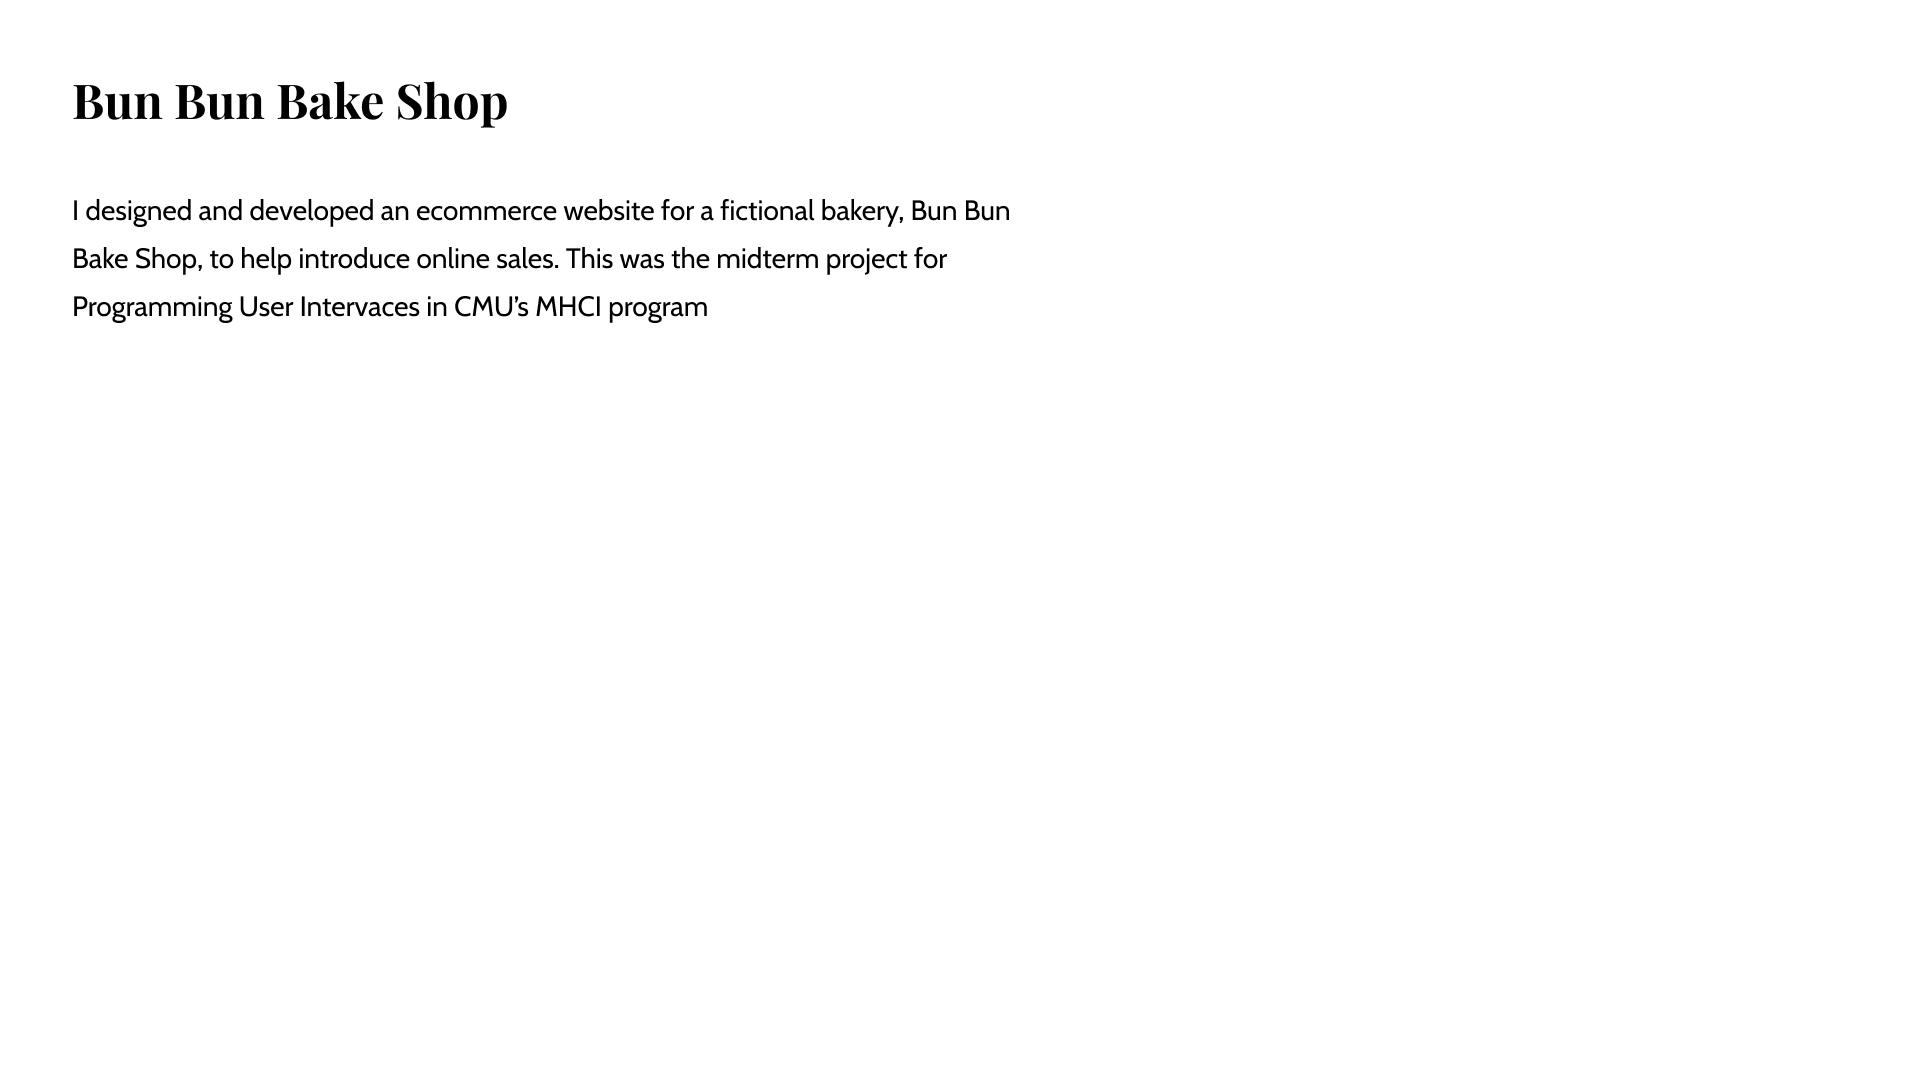 Bun Bun Bake Shop
I designed and developed an ecommerce website for a fictional bakery, Bun Bun
Bake Shop, to help introduce online sales. This was the midterm project for
Programming User Intervaces in CMU’s MHCI program